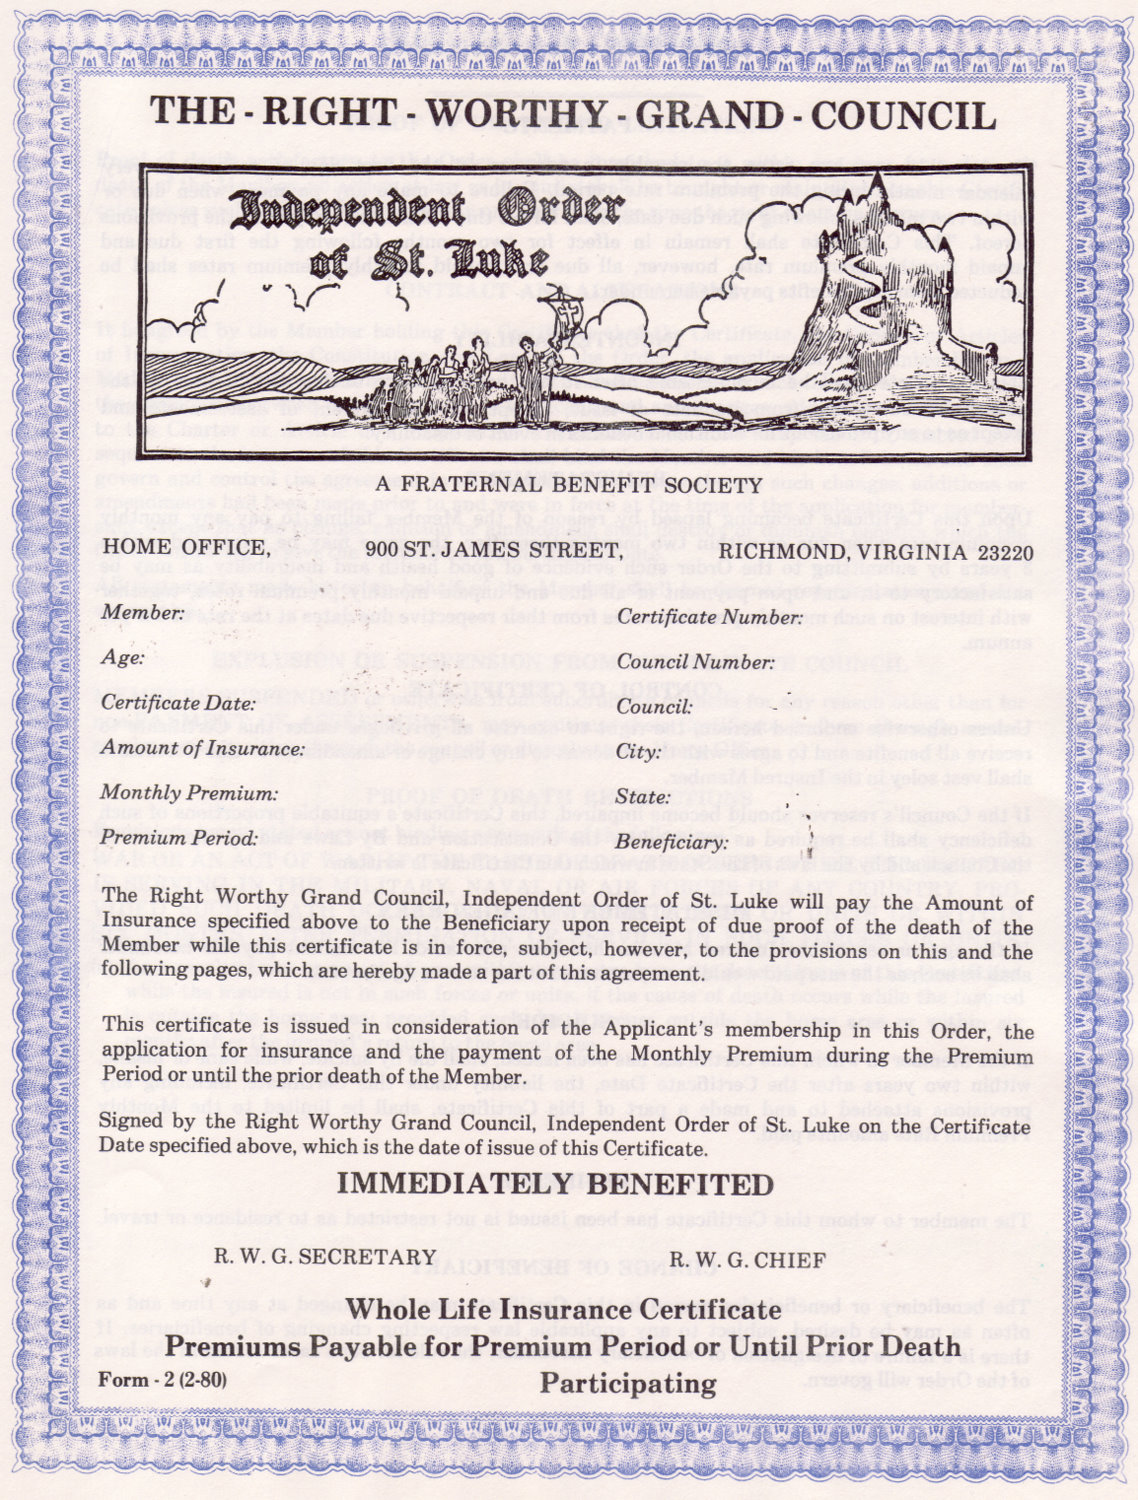 THE - RIGHT - WORTHY - GRAND - COUNCIL
Independent Order
of St. Luke
A FRATERNAL BENEFIT SOCIETY
HOME OFFICE, 900 ST. JAMES STREET, RICHMOND, VIRGINIA 23220
Member: Certificate Number:
Age: Council Number:
Certificate Date: Council:
Amount of Insurance: City:
Monthly Premium: State:
Premium Period: Beneficiary:
The Right Worthy Grand Council, Independent Order of St. Luke will pay the Amount of
Insurance specified above to the Beneficiary upon receipt of due proof of the death of the
Member while this certificate is in force, subject, however, to the provisions on this and the
following pages, which are hereby made a part of this agreement.
This certificate is issued in consideration of the Applicant's membership in this Order, the
application for insurance and the payment of the Monthly Premium during the Premium
Period or until the prior death of the Member.
Signed by the Right Worthy Grand Council, Independent Order of St. Luke on the Certificate
Date specified above, which is the date of issue of this Certificate.
IMMEDIATELY BENEFITED
R. W. G. SECRETARY R. W. G. CHIEF
Whole Life Insurance Certificate
Premiums Payable for Premium Period or Until Prior Death
Form - 2 (2-80) Participating